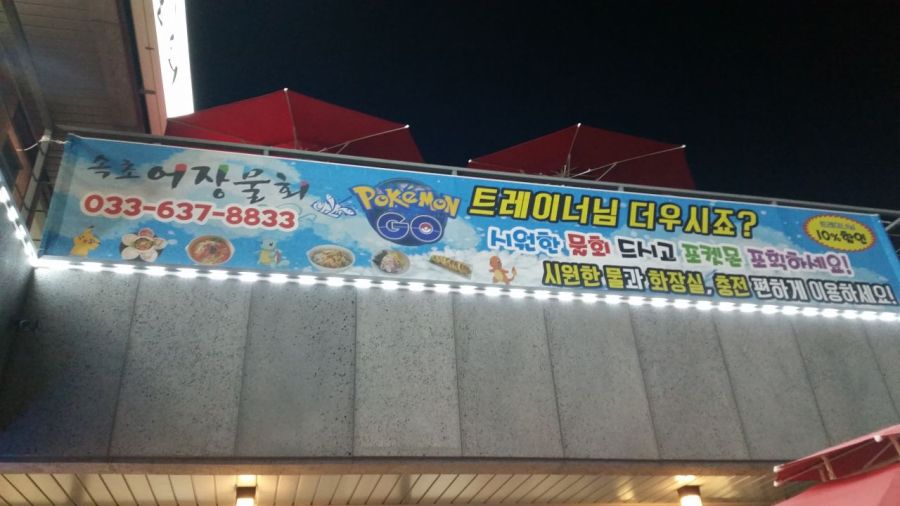 속초어장물회
033-637-8833
POKéMON
GO
트레이너님 더우시죠?
시원한 물회 드시고 포켓몬 포획하세요!
시원한 물과 화장실, 충전 편하게 이용하세요!
10%할인